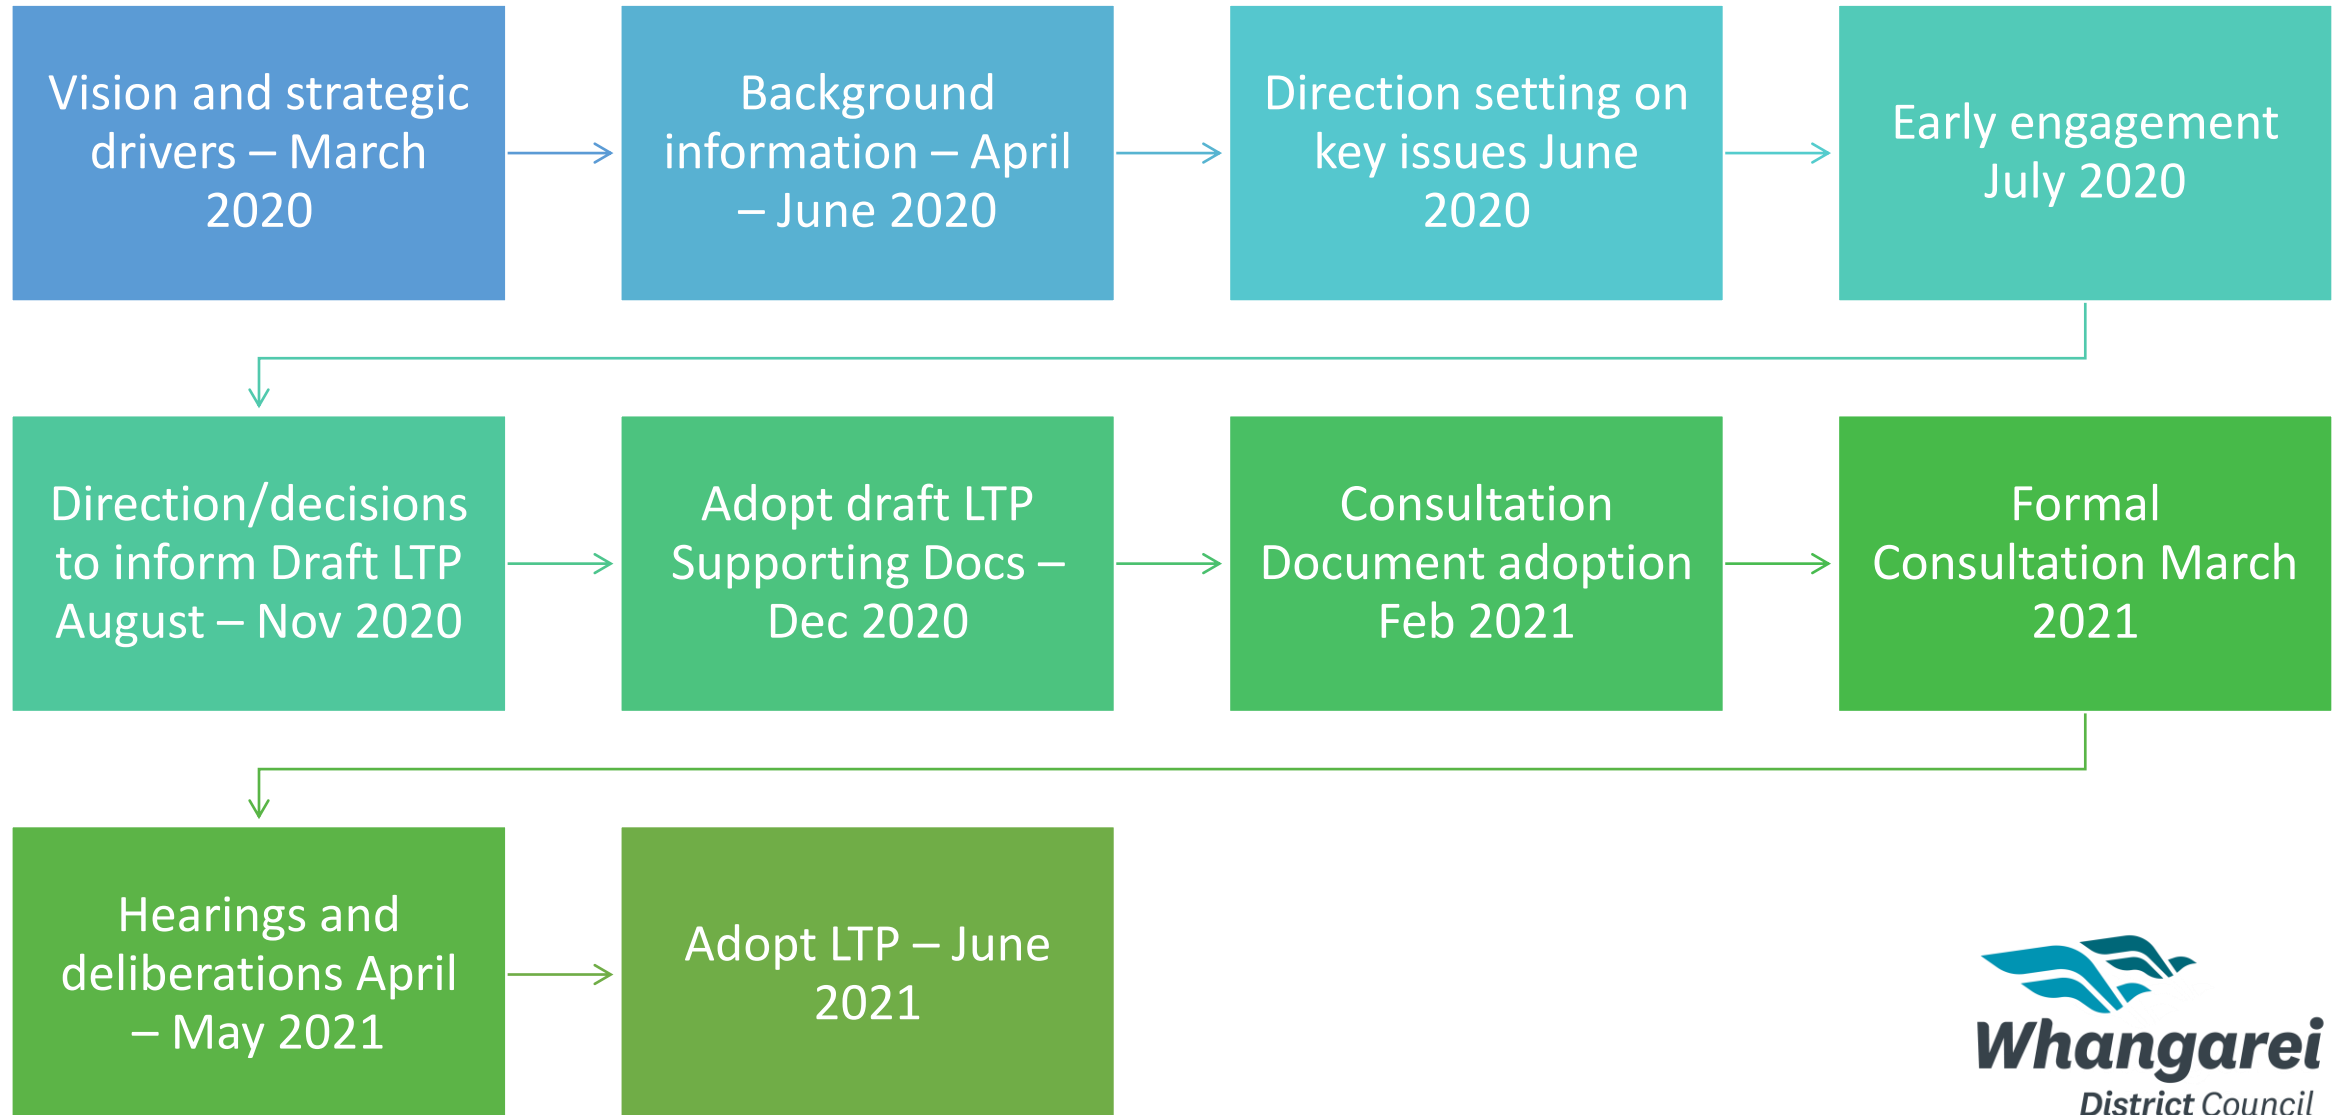 Vision and strategic
drivers – March
2020
Background
information – April
– June 2020
Direction setting on
key issues June
2020
Early engagement
July 2020
Direction/decisions
to inform Draft LTP
August – Nov 2020
Adopt draft LTP
Supporting Docs –
Dec 2020
Consultation
Document adoption
Feb 2021
Formal
Consultation March
2021
Hearings and
deliberations April
– May 2021
Adopt LTP – June
2021
Whangarei
District Council